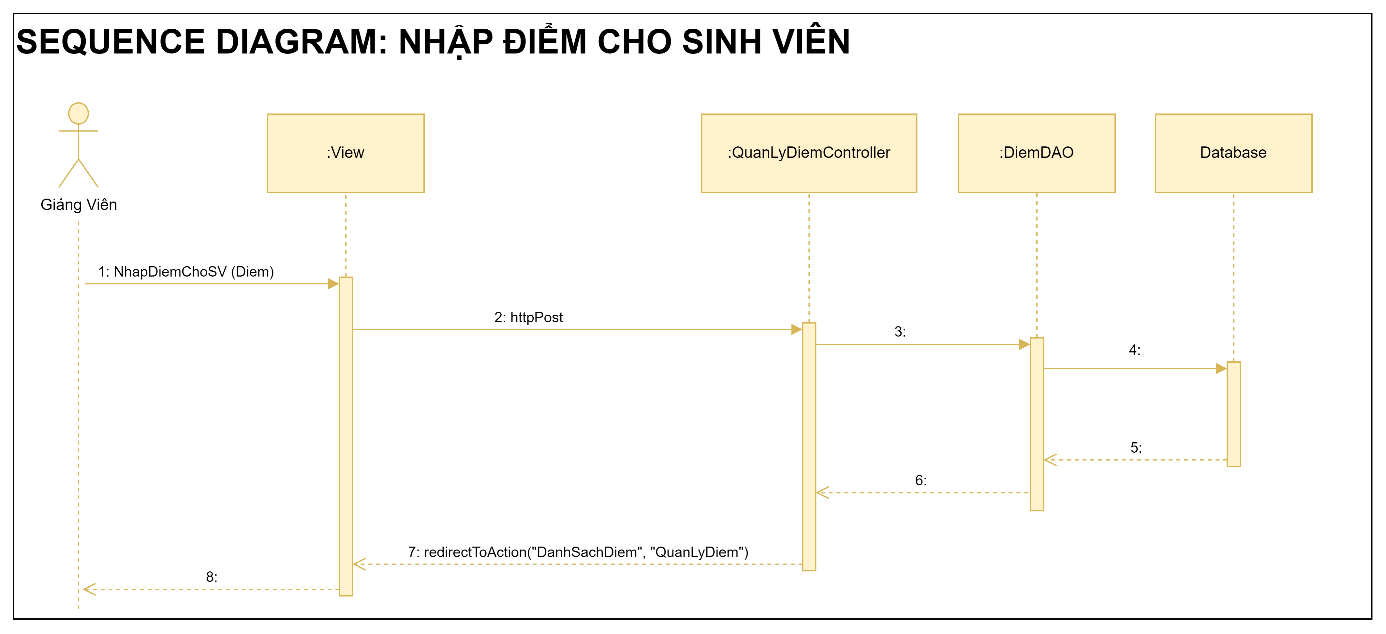 SEQUENCE DIAGRAM: NHẬP ĐIỂM CHO SINH VIÊN
:View
:QuanLyDiemController
:DiemDAO
Database
Giảng Viên
1: NhapDiemChoSV (Diem)
2: httpPost
3:
4:
5:
6:
7: redirectToAction("DanhSachDiem", "QuanLyDiem")
8: